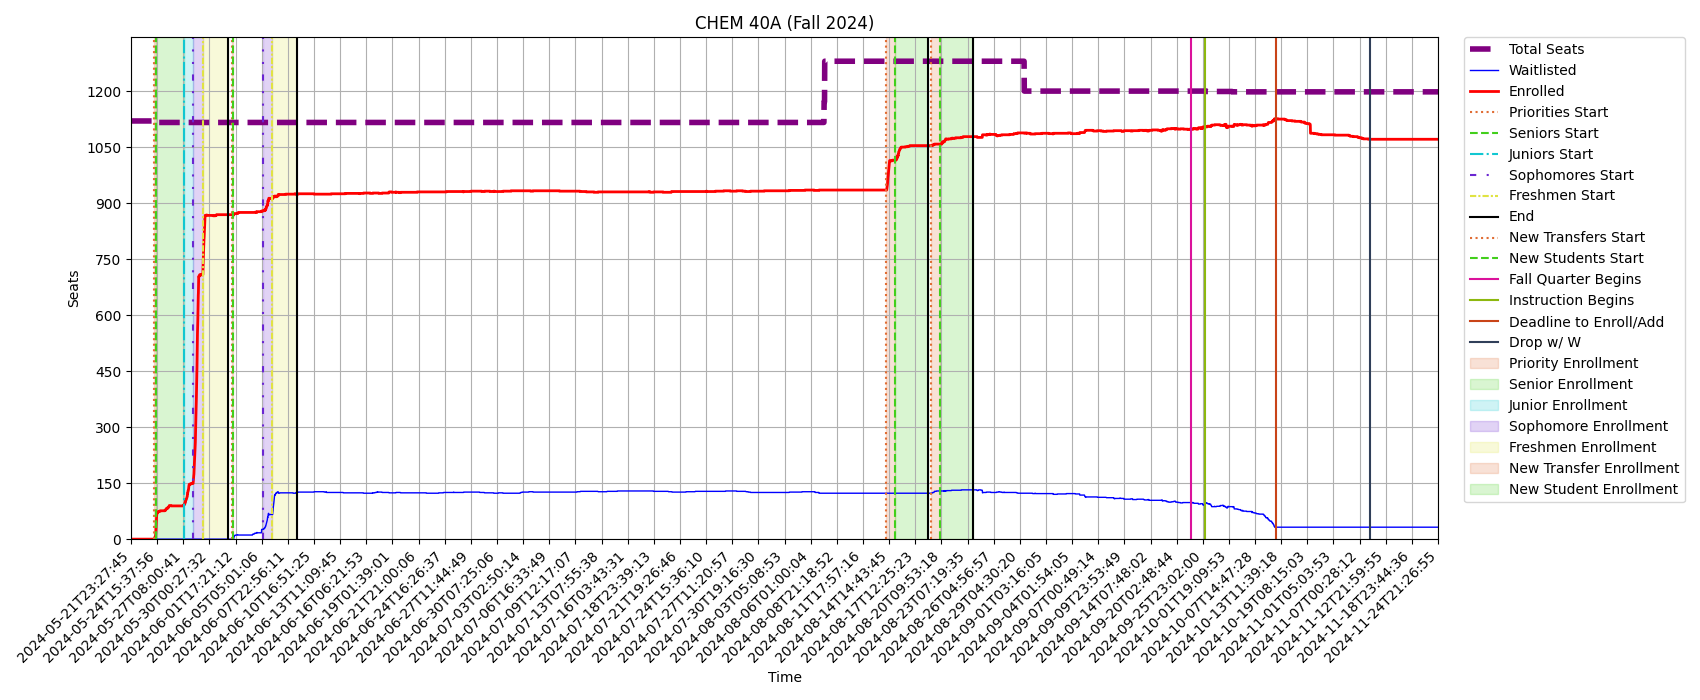 CHEM 40A (Fall 2024)
Seats
1200
1050
900
750
600
450
300
150
0
2024-05-21T23:27:45
2024-05-24T15:37:56
2024-05-27T08:00:41
2024-05-30T00:27:32
2024-06-01T17:21:12
2024-06-05T05:01:06
2024-06-07T22:56:11
2024-06-10T16:51:25
2024-06-13T11:09:45
2024-06-16T06:21:53
2024-06-19T01:39:01
2024-06-21T21:00:06
2024-06-24T16:26:37
2024-06-27T11:44:49
2024-06-30T07:25:06
2024-07-03T02:50:14
2024-07-06T16:33:49
2024-07-09T12:17:07
2024-07-13T07:55:38
2024-07-16T03:43:31
2024-07-18T23:39:13
2024-07-21T19:26:46
2024-07-24T15:36:10
2024-07-27T11:20:57
2024-07-30T19:16:30
2024-08-03T05:08:53
2024-08-06T01:00:04
2024-08-08T21:18:52
2024-08-11T17:57:16
2024-08-14T14:43:45
2024-08-17T12:25:23
2024-08-20T09:53:18
2024-08-23T07:19:35
2024-08-26T04:56:57
2024-08-29T04:30:20
2024-09-01T03:16:05
2024-09-04T01:54:05
2024-09-07T00:49:14
2024-09-09T23:53:49
2024-09-14T07:48:02
2024-09-20T02:48:44
2024-09-25T23:02:00
2024-10-01T19:09:53
2024-10-07T14:47:28
2024-10-13T11:39:18
2024-10-19T08:15:03
2024-11-01T05:03:53
2024-11-07T00:28:12
2024-11-12T21:59:55
2024-11-18T23:44:36
2024-11-24T21:26:55
Time
Total Seats
Waitlisted
Enrolled
Priorities Start
Seniors Start
Juniors Start
Sophomores Start
Freshmen Start
End
New Transfers Start
New Students Start
Fall Quarter Begins
Instruction Begins
Deadline to Enroll/Add
Drop w/ W
Priority Enrollment
Senior Enrollment
Junior Enrollment
Sophomore Enrollment
Freshmen Enrollment
New Transfer Enrollment
New Student Enrollment